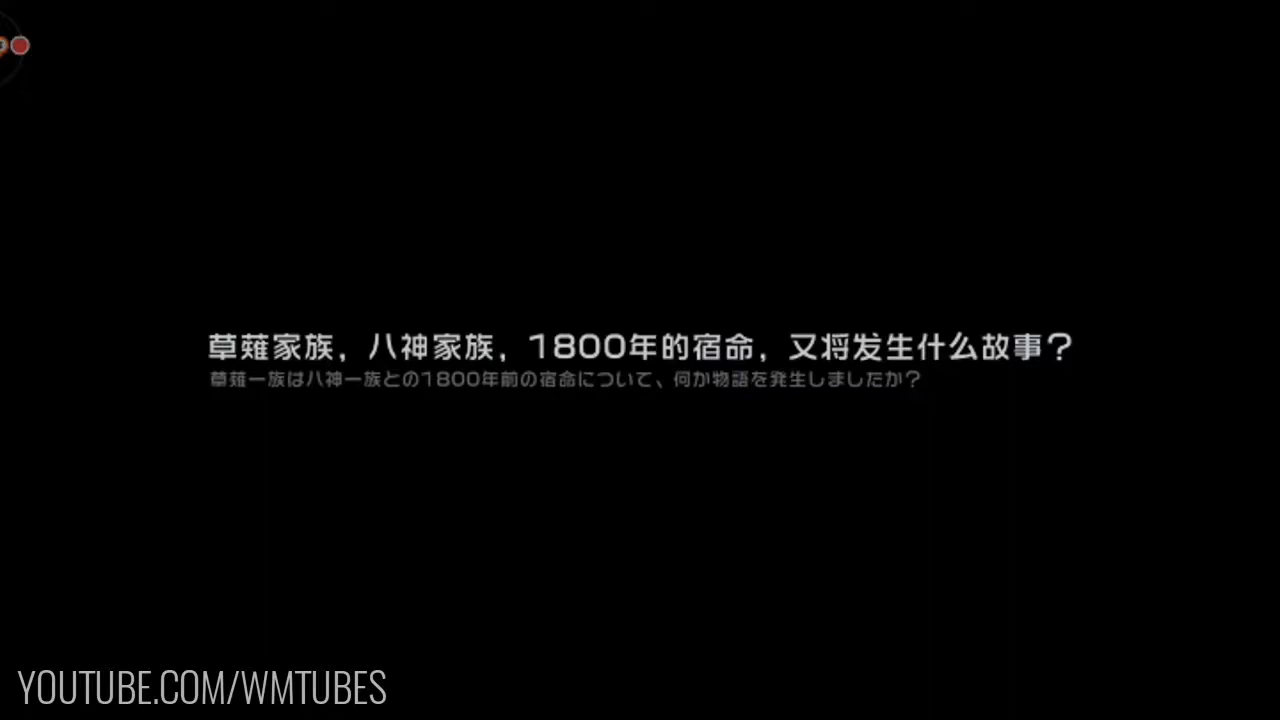 草薙家族，八神家族，1800年的宿命，又将发生什么故事？
草薙一族は八神一族との1800年前の宿命について、何か物語を発生しましたか？
YOUTUBE.COM/WMTUBES